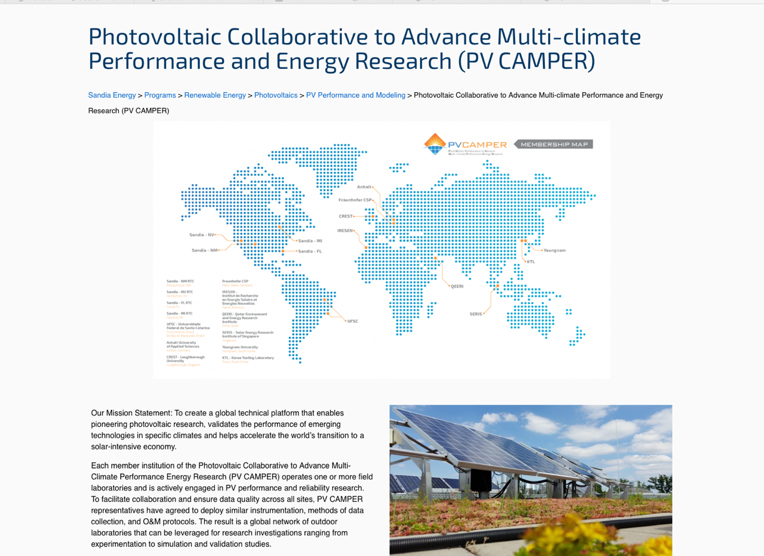 Photovoltaic Collaborative to Advance Multi-climate
Performance and Energy Research (PV CAMPER)
Sandia Energy > Programs > Renewable Energy > Photovoltaics > PV Performance and Modeling > Photovoltaic Collaborative to Advance Multi-climate Performance and Energy
Research (PV CAMPER)
PVCAMPER
MEMBERSHIP MAP
Anhalt
Fraunhofer CSP
CREST
IRESEN
Sandia - NV
Sandia - MI
Sandia - NM
Sandia - FL
Yeungnam
KTL
QEERI
SERIS
UFSC
Sandia - NM RTC
Sandia - NV RTC
Sandia - FL RTC
Sandia - MI RTC
UFSC - Universidade
Federal de Santa Catarina
Anhalt University
of Applied Sciences
CREST - Loughborough
University
Fraunhofer CSP
IRESEN
Institut de Recherche
en Energie Solaire et
Energies Nouvelles
QEERI - Qatar Environment
and Energy Research
Institute
SERIS - Solar Energy Research
Institute of Singapore
Yeungnam University
KTL - Korea Testing Laboratory
Our Mission Statement: To create a global technical platform that enables
pioneering photovoltaic research, validates the performance of emerging
technologies in specific climates and helps accelerate the world's transition to a
solar-intensive economy.
Each member institution of the Photovoltaic Collaborative to Advance Multi-
Climate Performance Energy Research (PV CAMPER) operates one or more field
laboratories and is actively engaged in PV performance and reliability research.
To facilitate collaboration and ensure data quality across all sites, PV CAMPER
representatives have agreed to deploy similar instrumentation, methods of data
collection, and O&M protocols. The result is a global network of outdoor
laboratories that can be leveraged for research investigations ranging from
experimentation to simulation and validation studies.